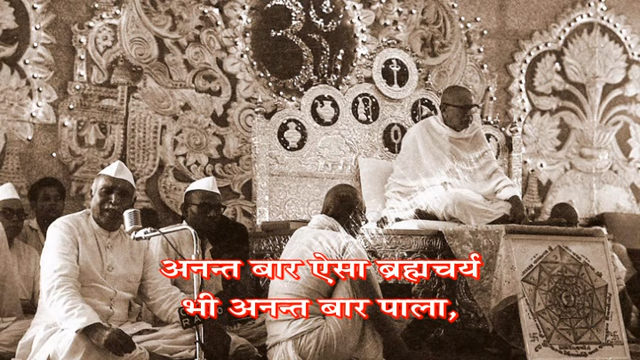 ॐ
अनन्त बार ऐसा ब्रह्मचर्य
भी अनन्त बार पाला,